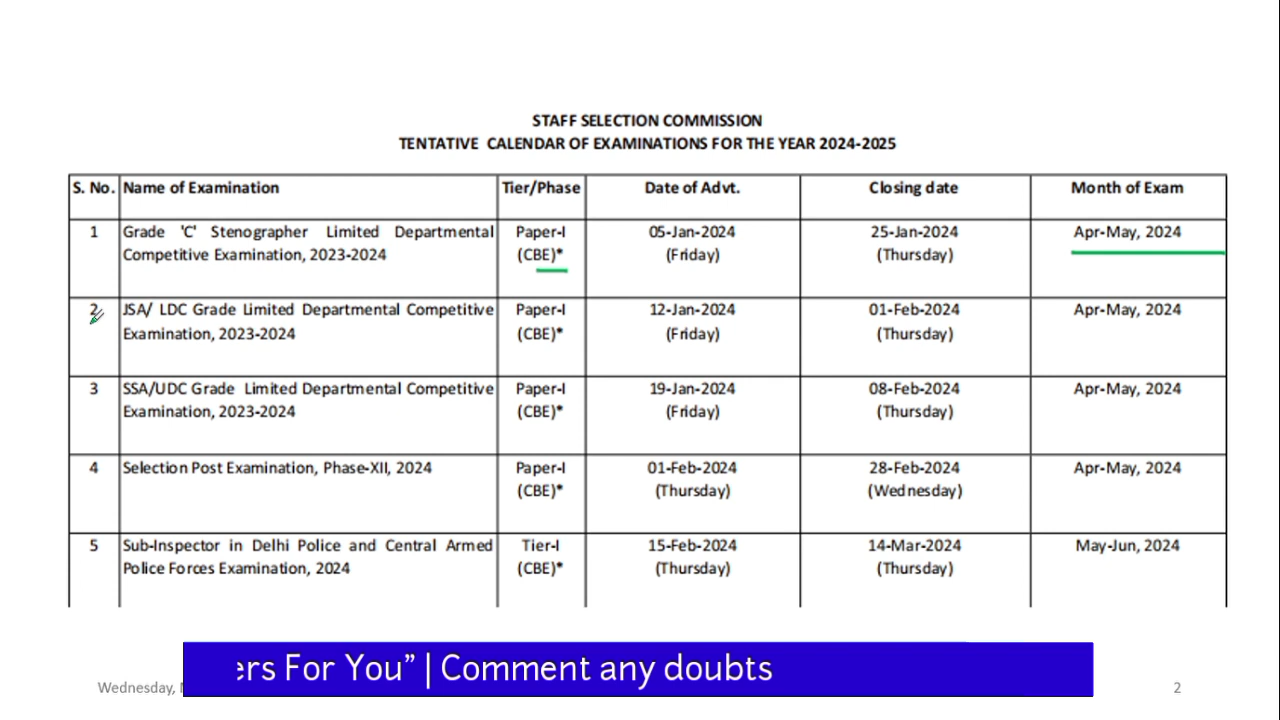 STAFF SELECTION COMMISSION
TENTATIVE CALENDAR OF EXAMINATIONS FOR THE YEAR 2024-2025
S. No. Name of Examination Tier/Phase Date of Advt. Closing date Month of Exam
1 Grade 'C' Stenographer Limited Departmental Paper-I 05-Jan-2024 25-Jan-2024 Apr-May, 2024
Competitive Examination, 2023-2024 (CBE)* (Friday) (Thursday)
2 JSA/ LDC Grade Limited Departmental Competitive Paper-I 12-Jan-2024 01-Feb-2024 Apr-May, 2024
Examination, 2023-2024 (CBE)* (Friday) (Thursday)
3 SSA/UDC Grade Limited Departmental Competitive Paper-I 19-Jan-2024 08-Feb-2024 Apr-May, 2024
Examination, 2023-2024 (CBE)* (Friday) (Thursday)
4 Selection Post Examination, Phase-XII, 2024 Paper-I 01-Feb-2024 28-Feb-2024 Apr-May, 2024
(CBE)* (Thursday) (Wednesday)
5 Sub-Inspector in Delhi Police and Central Armed Tier-I 15-Feb-2024 14-Mar-2024 May-Jun, 2024
Police Forces Examination, 2024 (CBE)* (Thursday) (Thursday)
ers For You” | Comment any doubts
Wednesday, 2